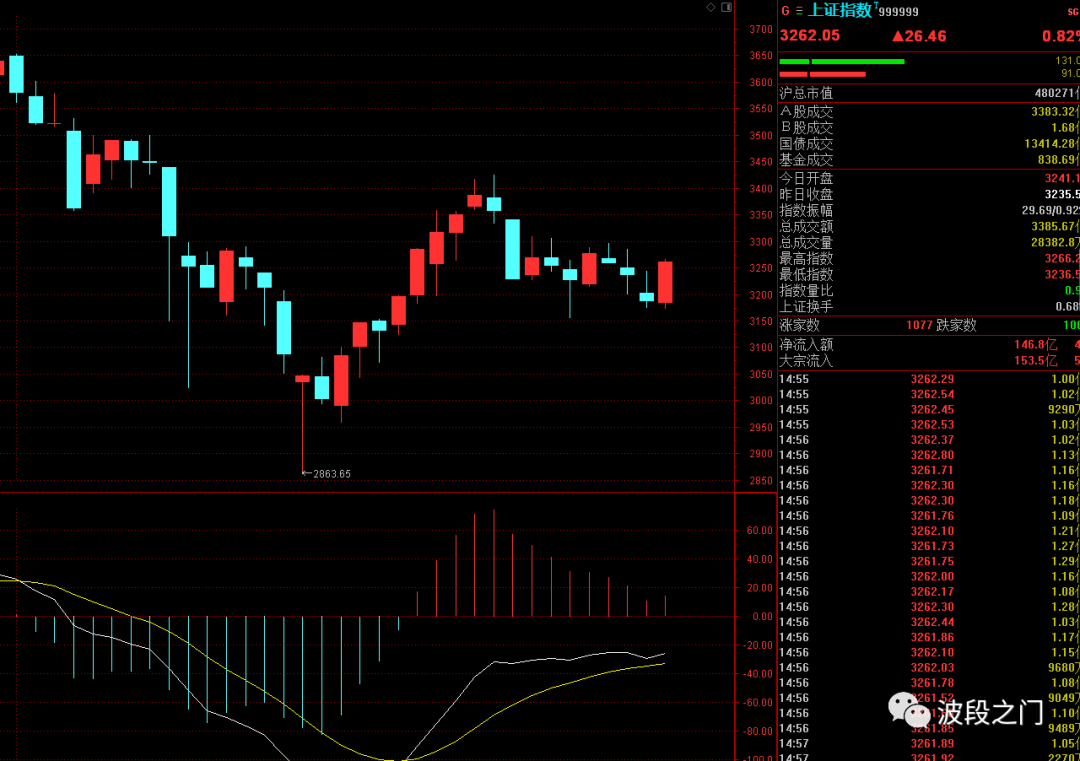 G 上证指数 T 999999 SG
3262.05 ▲26.46 0.82%
131.0
91.0
沪总市值 480271亿
A股成交 3383.32亿
B股成交 1.68亿
国债成交 13414.28亿
基金成交 838.69亿
今日开盘 3241.1
昨日收盘 3235.5
指数振幅 29.69/0.92
总成交额 3385.67亿
总成交量 28382.8万
最高指数 3266.2
最低指数 3236.5
指数量比 0.9
上证换手 0.68
涨家数 1077 跌家数 100
净流入额 146.8亿 4
大宗流入 153.5亿 5
14:55 3262.29 1.00亿
14:55 3262.54 1.02亿
14:55 3262.45 9290万
14:55 3262.53 1.03亿
14:56 3262.37 1.02亿
14:56 3262.80 1.13亿
14:56 3261.71 1.16亿
14:56 3262.30 1.16亿
14:56 3262.30 1.18亿
14:56 3261.76 1.09亿
14:56 3262.10 1.21亿
14:56 3261.73 1.27亿
14:56 3261.75 1.29亿
14:56 3262.00 1.16亿
14:56 3262.17 1.08亿
14:56 3262.30 1.28亿
14:56 3262.44 1.03亿
14:56 3261.86 1.17亿
14:56 3262.10 1.15亿
14:56 3262.03 9680万
14:56 3261.78 1.08亿
14:56 3261.52 9049万
14:56 1.10亿
14:56 3261.85 9489万
14:57 3261.89 1.05亿
14:57 3261.92 2270万
3700
3650
3600
3550
3500
3450
3400
3350
3300
3250
3200
3150
3100
3050
3000
2950
2900
2850
←2863.65
60.00
40.00
20.00
0.00
-20.00
-40.00
-60.00
-80.00
-100.0
波段之门